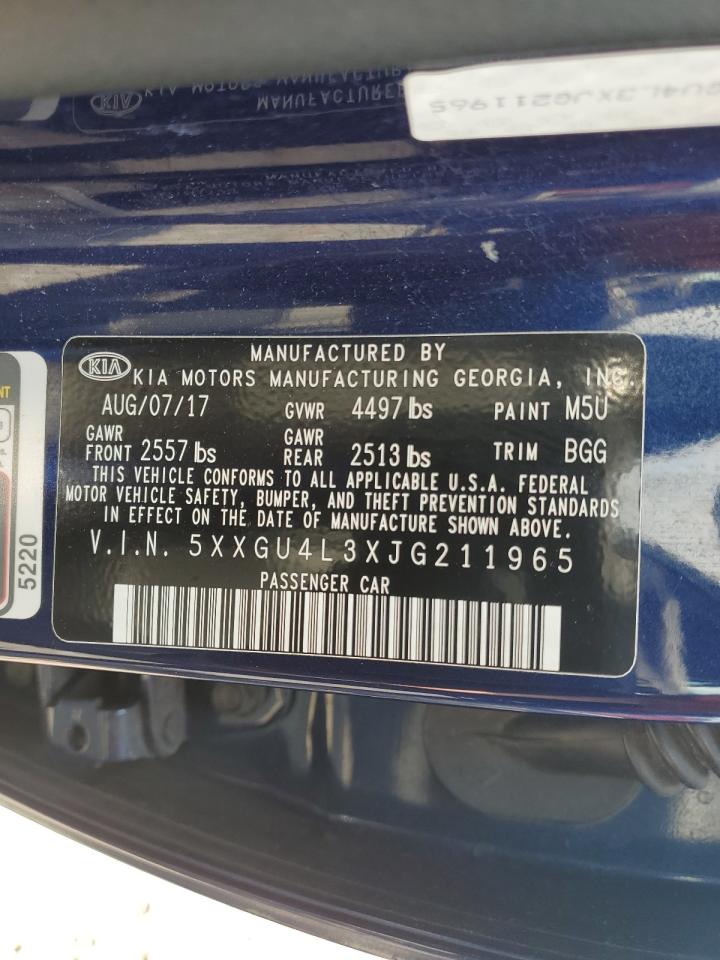 MANUFACTURED BY
KIA KIA MOTORS MANUFACTURING GEORGIA, INC.
AUG/07/17 GVWR 4497 lbs PAINT M5U
GAWR FRONT 2557 lbs GAWR REAR 2513 lbs TRIM BGG
THIS VEHICLE CONFORMS TO ALL APPLICABLE U.S.A. FEDERAL
MOTOR VEHICLE SAFETY, BUMPER, AND THEFT PREVENTION STANDARDS
IN EFFECT ON THE DATE OF MANUFACTURE SHOWN ABOVE.
V.I.N. 5XXGU4L3XJG211965
PASSENGER CAR
5220